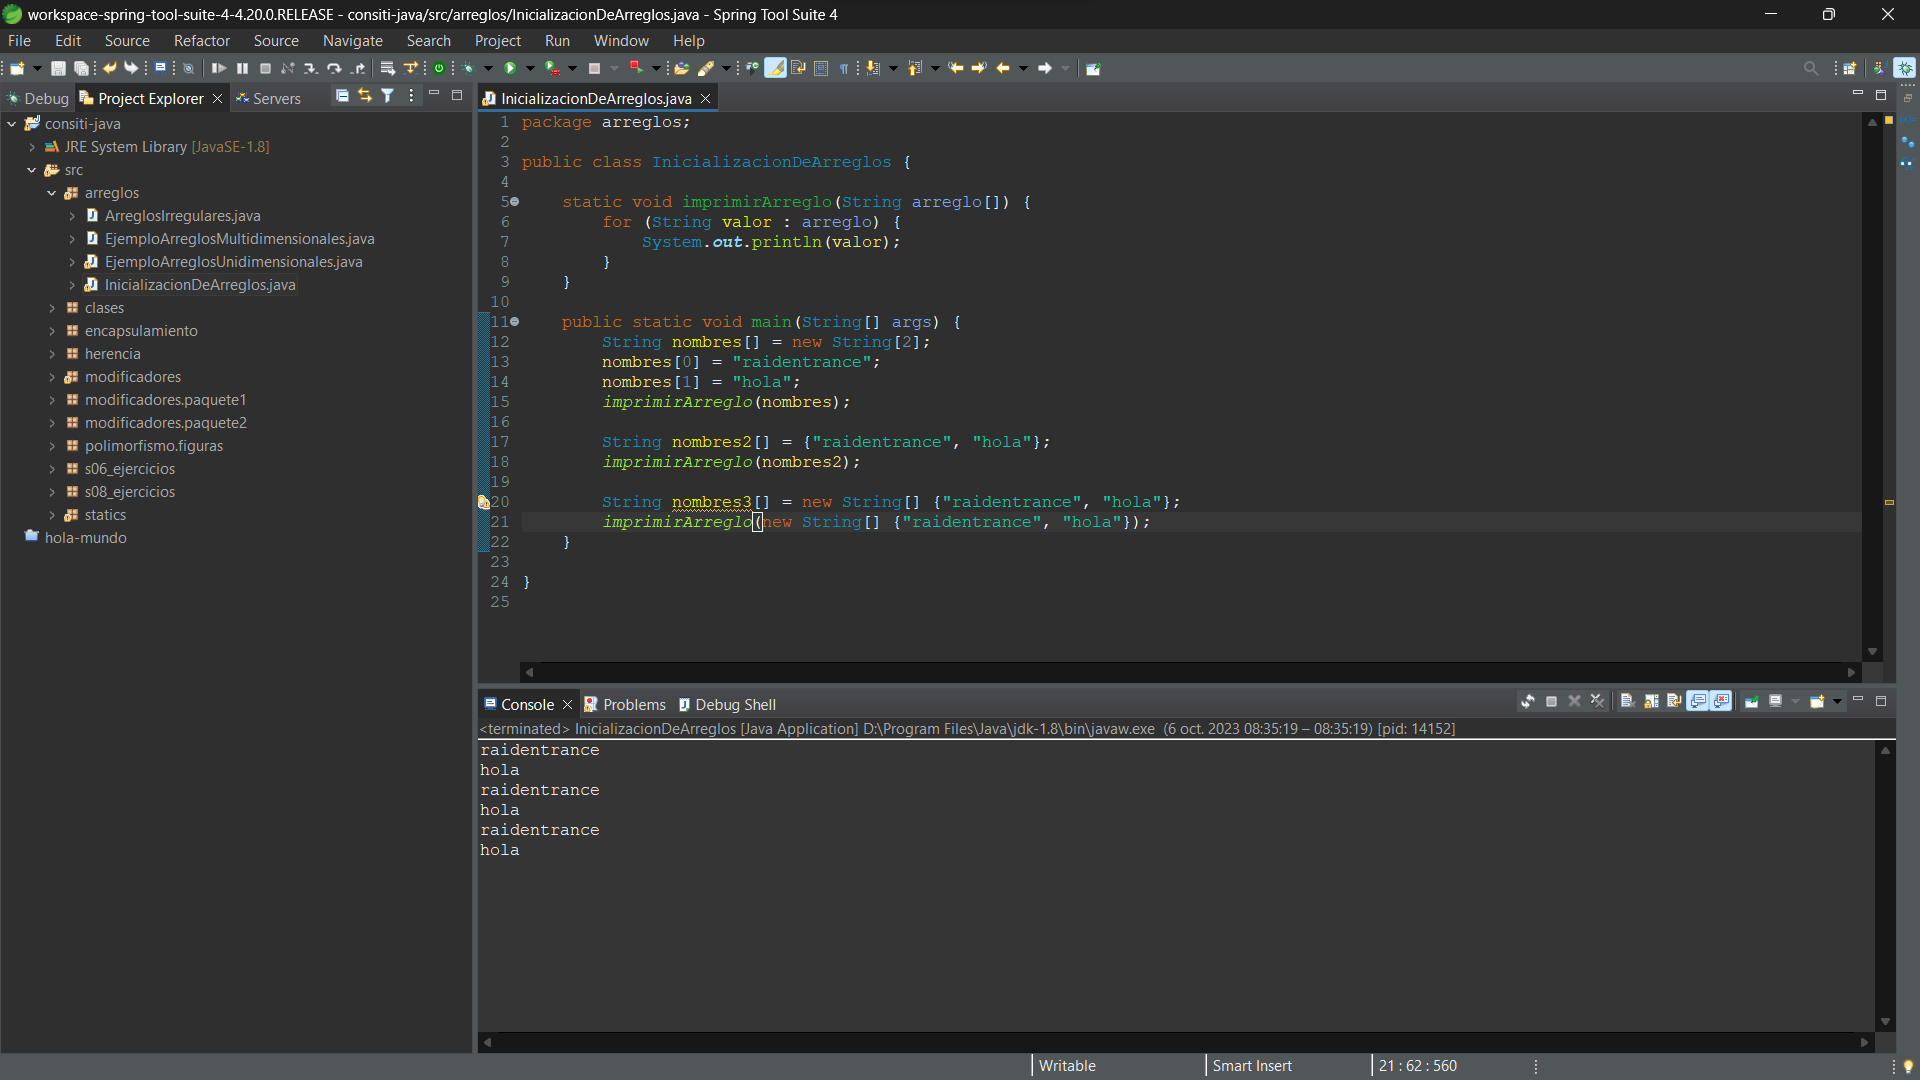 workspace-spring-tool-suite-4-4.20.0.RELEASE - consiti-java/src/arreglos/InicializacionDeArreglos.java - Spring Tool Suite 4
File Edit Source Refactor Source Navigate Search Project Run Window Help
Debug Project Explorer Servers
consiti-java
JRE System Library [JavaSE-1.8]
src
arreglos
ArreglosIrregulares.java
EjemploArreglosMultidimensionales.java
EjemploArreglosUnidimensionales.java
InicializacionDeArreglos.java
clases
encapsulamiento
herencia
modificadores
modificadores.paquete1
modificadores.paquete2
polimorfismo.figuras
s06_ejercicios
s08_ejercicios
statics
hola-mundo
InicializacionDeArreglos.java
1 package arreglos;
2
3 public class InicializacionDeArreglos {
4
5 static void imprimirArreglo(String arreglo[]) {
6 for (String valor : arreglo) {
7 System.out.println(valor);
8 }
9 }
10
11 public static void main(String[] args) {
12 String nombres[] = new String[2];
13 nombres[0] = "raidentrance";
14 nombres[1] = "hola";
15 imprimirArreglo(nombres);
16
17 String nombres2[] = {"raidentrance", "hola"};
18 imprimirArreglo(nombres2);
19
20 String nombres3[] = new String[] {"raidentrance", "hola"};
21 imprimirArreglo(new String[] {"raidentrance", "hola"});
22 }
23
24 }
25
Console Problems Debug Shell
<terminated> InicializacionDeArreglos [Java Application] D:\Program Files\Java\jdk-1.8\bin\javaw.exe (6 oct. 2023 08:35:19 – 08:35:19) [pid: 14152]
raidentrance
hola
raidentrance
hola
raidentrance
hola
Writable Smart Insert 21 : 62 : 560